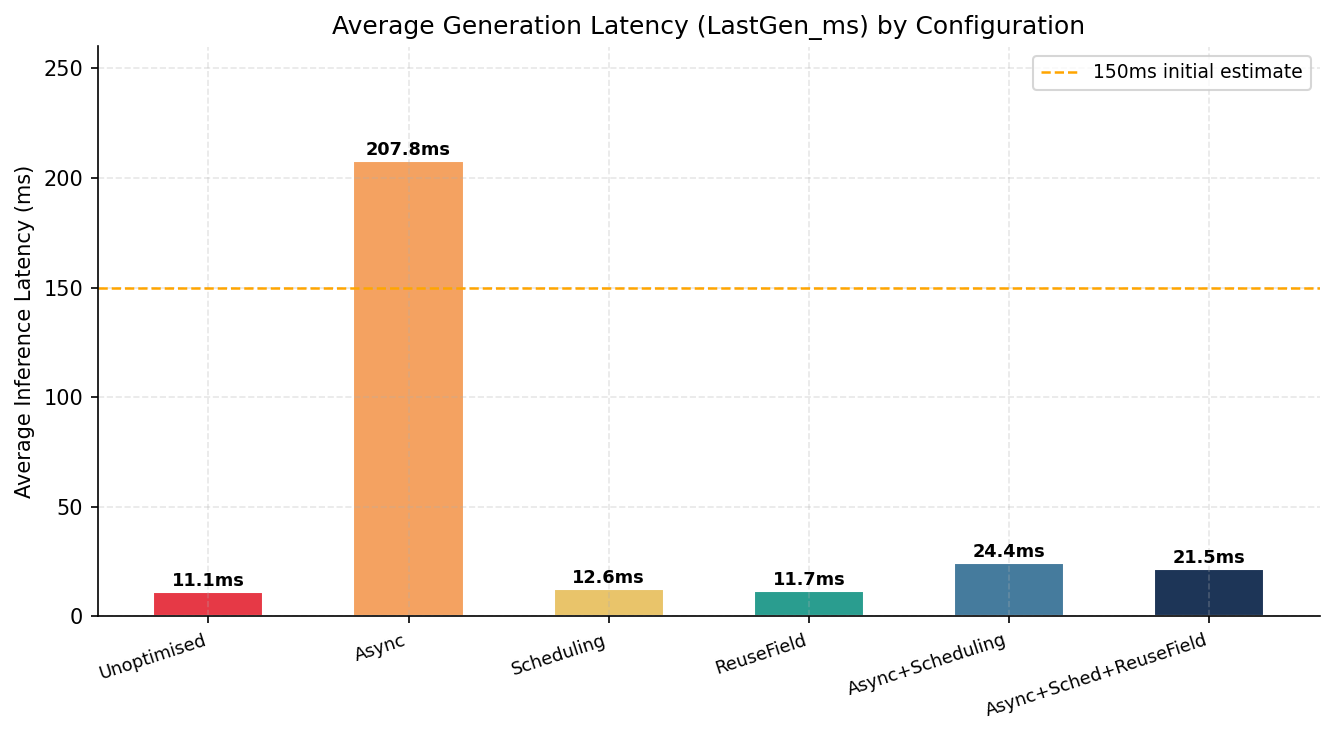 Average Generation Latency (LastGen_ms) by Configuration
150ms initial estimate
Average Inference Latency (ms)
250
200
150
100
50
0
11.1ms
207.8ms
12.6ms
11.7ms
24.4ms
21.5ms
Unoptimised
Async
Scheduling
ReuseField
Async+Scheduling
Async+Sched+ReuseField